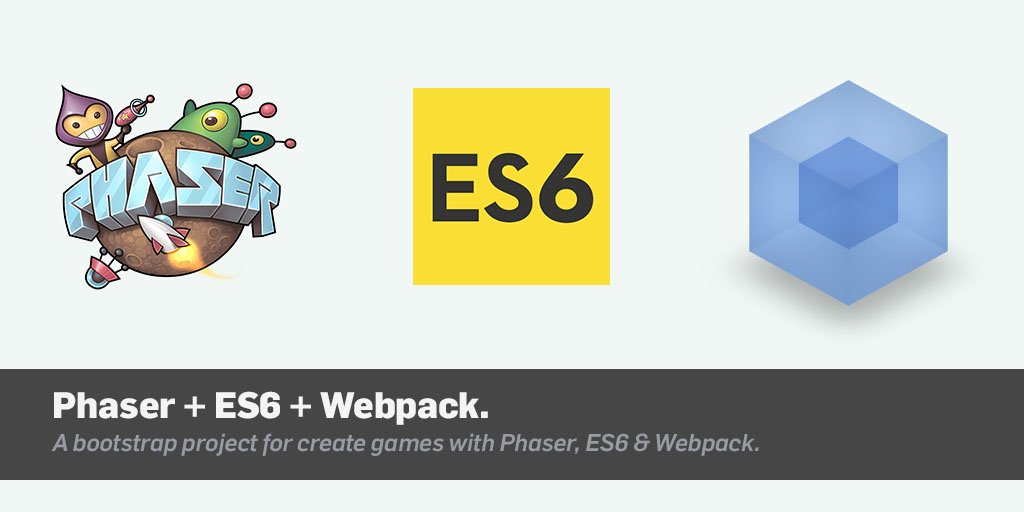 PHASER
ES6
Phaser + ES6 + Webpack.
A bootstrap project for create games with Phaser, ES6 & Webpack.